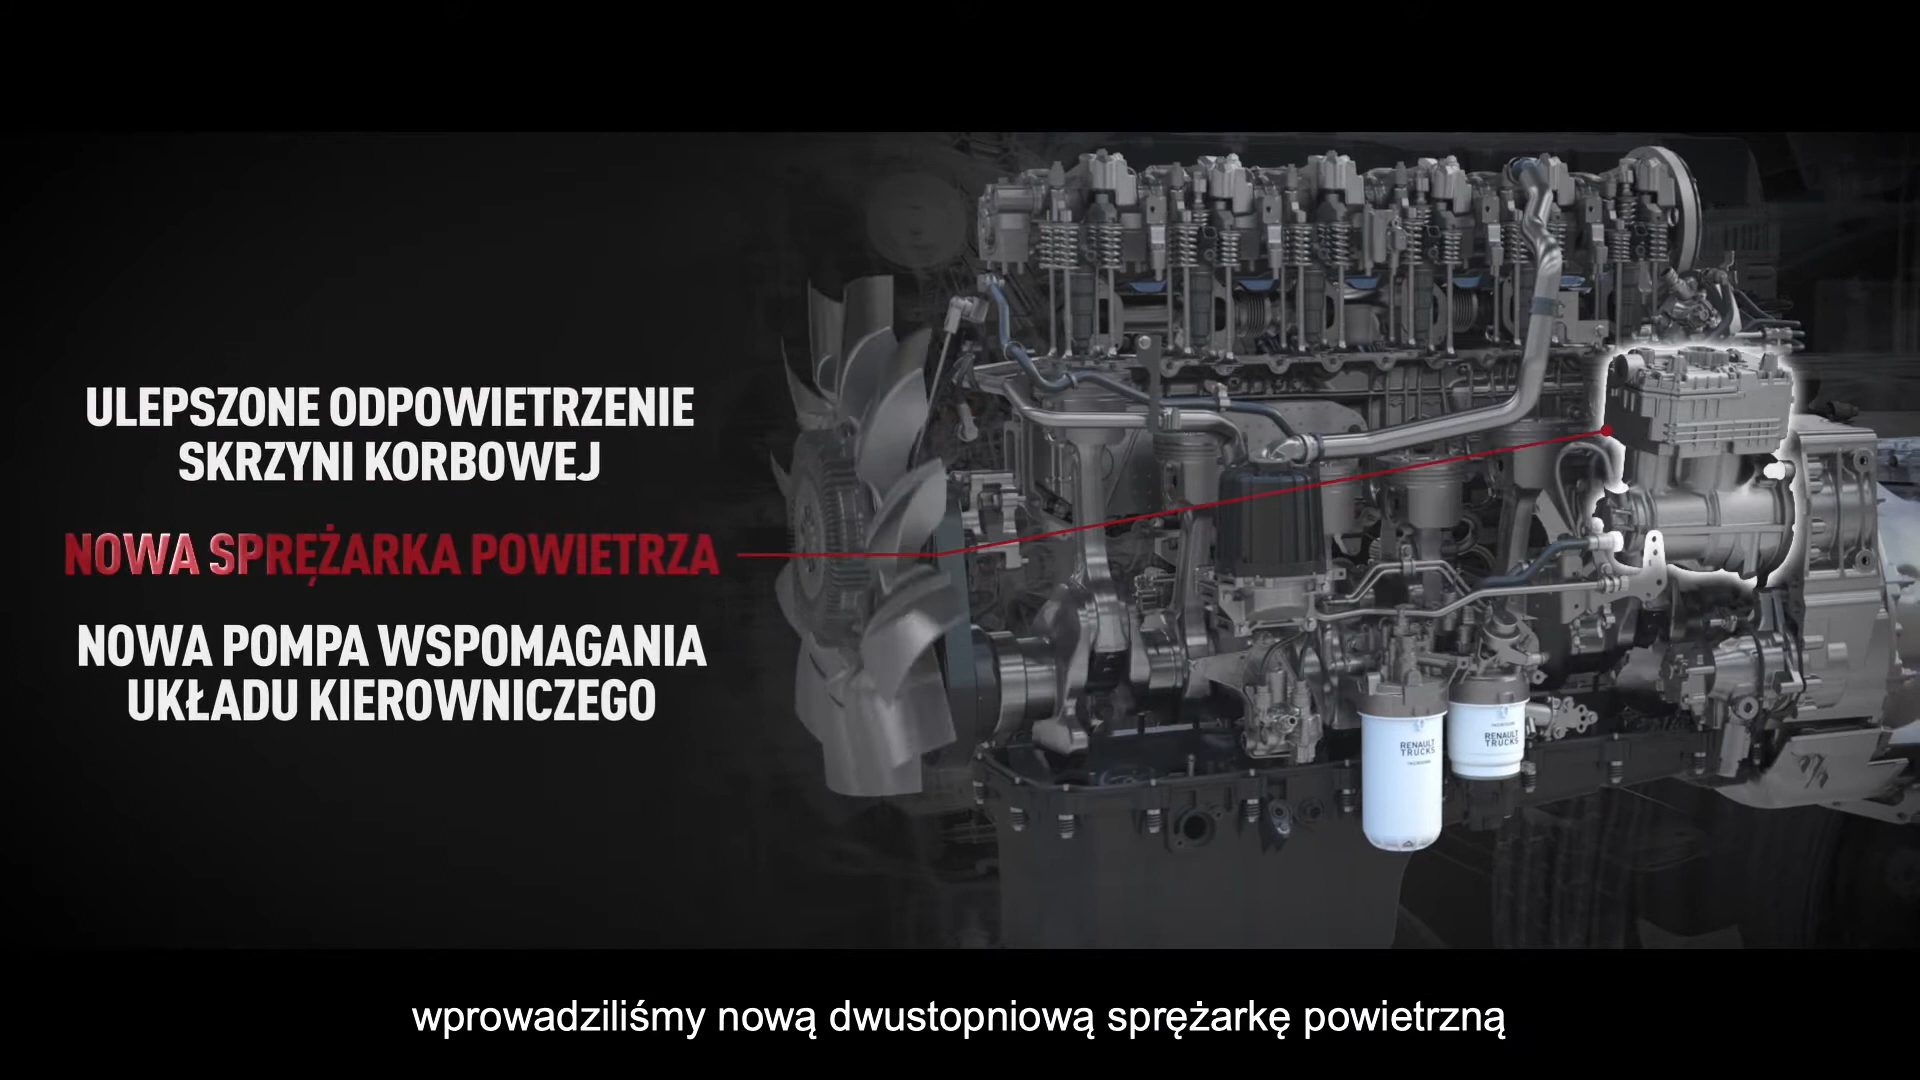 ULEPSZONE ODPOWIETRZENIE
SKRZYNI KORBOWEJ
NOWA SPRĘŻARKA POWIETRZA
NOWA POMPA WSPOMAGANIA
UKŁADU KIEROWNICZEGO
RENAULT
TRUCKS
RENAULT
TRUCKS
wprowadziliśmy nową dwustopniową sprężarkę powietrzną